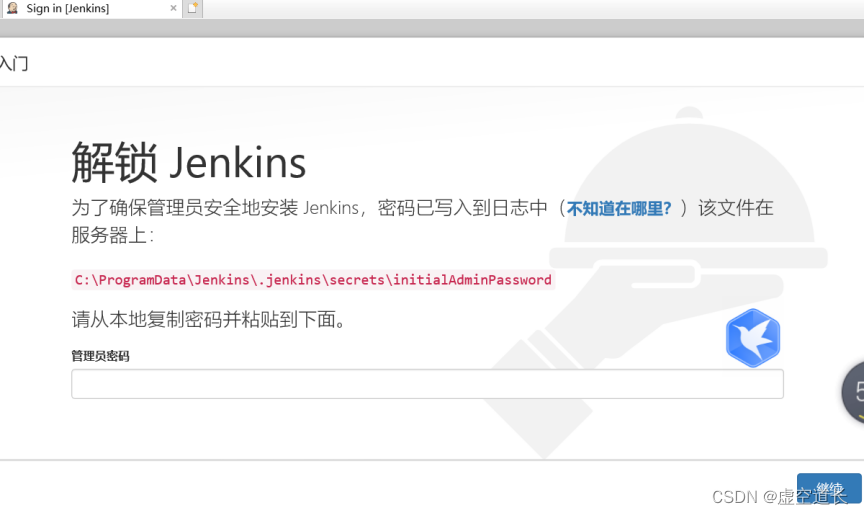 Sign in [Jenkins]
入门
解锁 Jenkins
为了确保管理员安全地安装 Jenkins，密码已写入到日志中（不知道在哪里？）该文件在
服务器上：
C:\ProgramData\Jenkins\.jenkins\secrets\initialAdminPassword
请从本地复制密码并粘贴到下面。
管理员密码
5
继续
CSDN @虚空道长